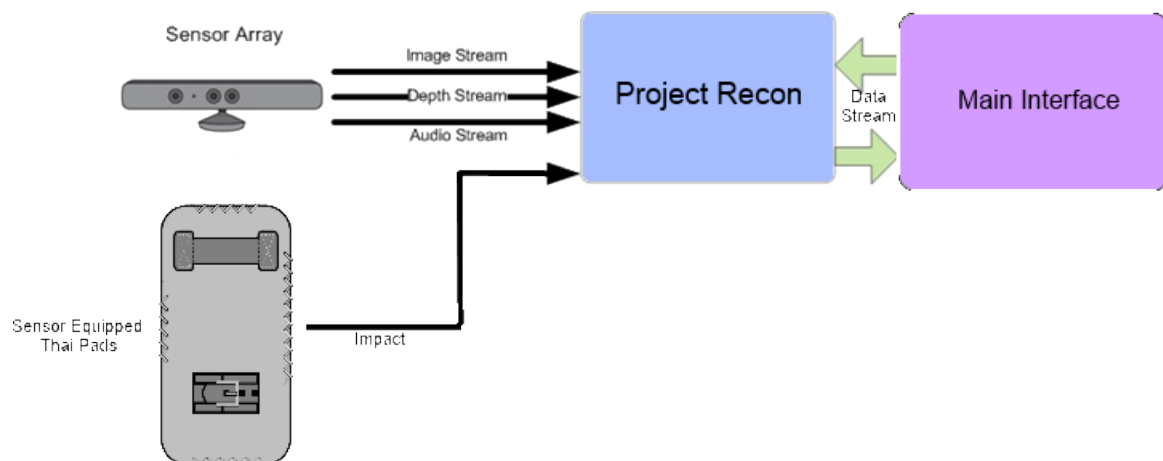 Sensor Array
Image Stream
Depth Stream
Audio Stream
Project Recon
Data
Stream
Main Interface
Sensor Equipped
Thai Pads
Impact